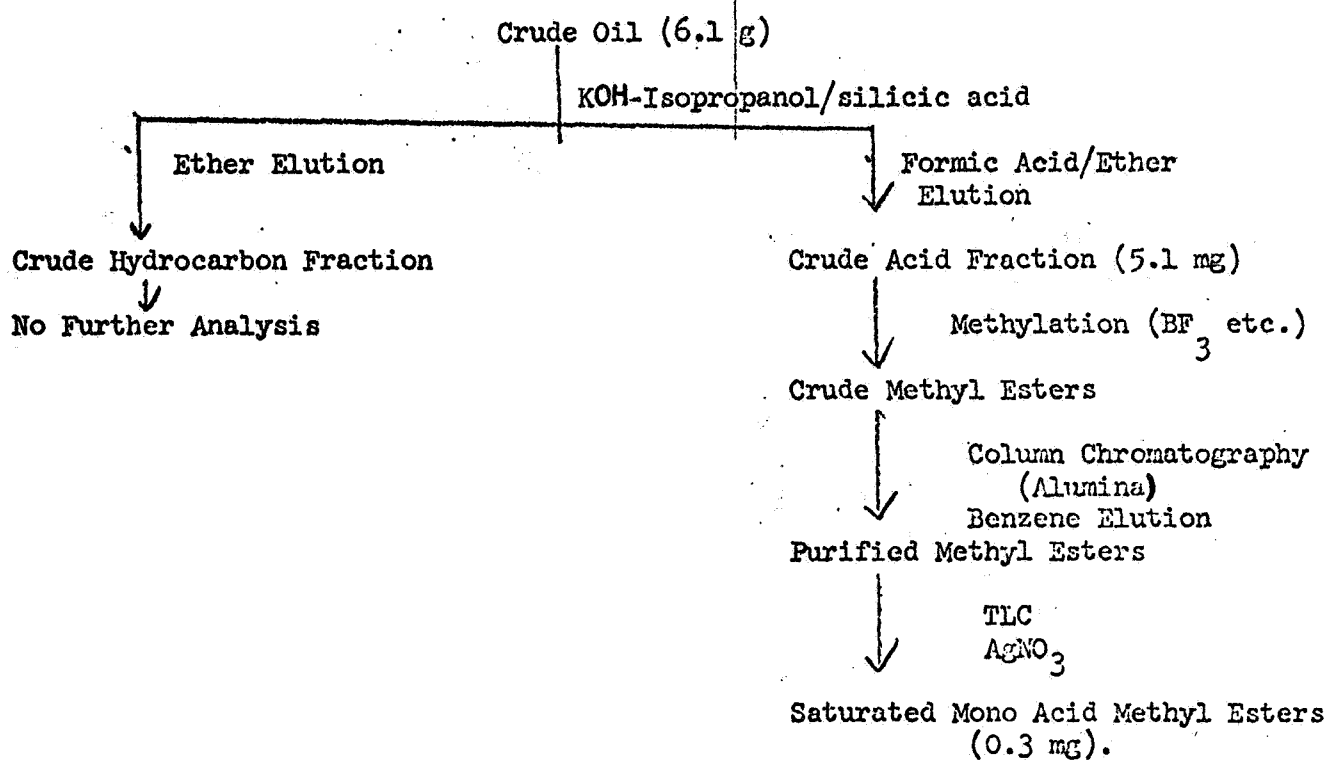 Crude Oil (6.1 g)
KOH-Isopropanol/silicic acid
Ether Elution
Formic Acid/Ether
Elution
Crude Hydrocarbon Fraction
No Further Analysis
Crude Acid Fraction (5.1 mg)
Methylation (BF3 etc.)
Crude Methyl Esters
Column Chromatography
(Alumina)
Benzene Elution
Purified Methyl Esters
TLC
AgNO3
Saturated Mono Acid Methyl Esters
(0.3 mg).